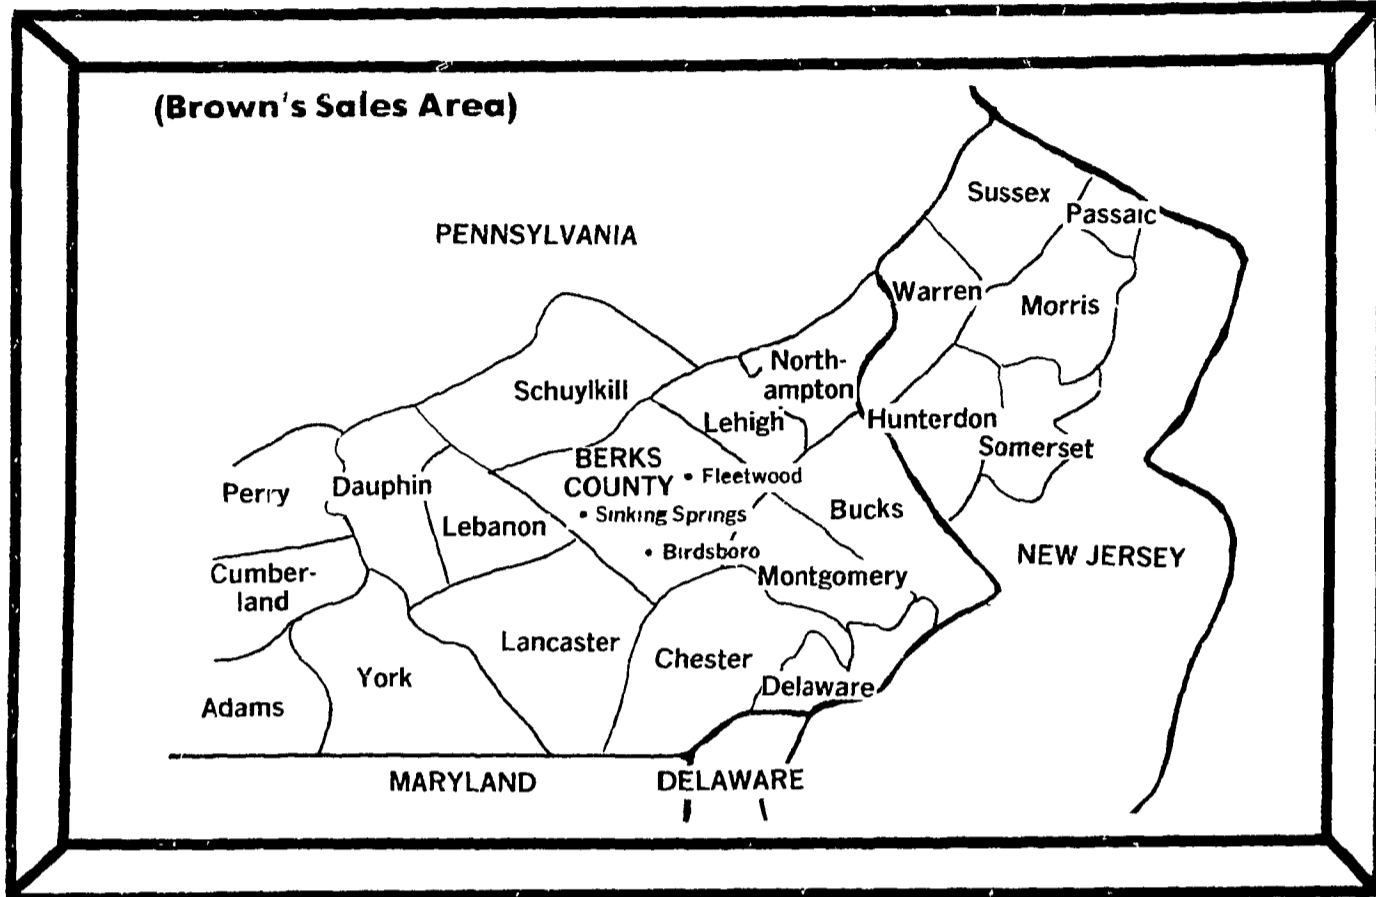 (Brown's Sales Area)
Sussex
Passaic
PENNSYLVANIA
Warren
Morris
North-
ampton
Schuylkill
Lehigh
Hunterdon
Somerset
BERKS
COUNTY
• Fleetwood
Perry
Dauphin
Bucks
• Sinking Springs
Lebanon
• Birdsboro
NEW JERSEY
Cumber-
land
Montgomery
Lancaster
Chester
York
Delaware
Adams
MARYLAND
DELAWARE